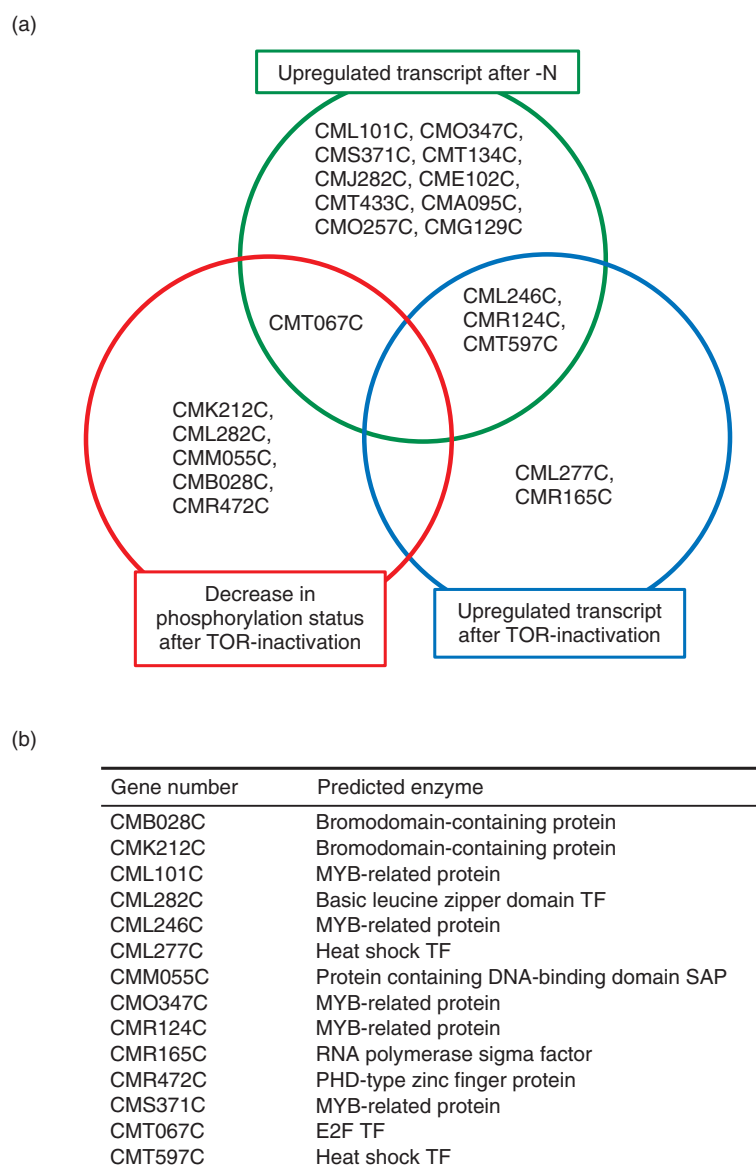 (a)
Upregulated transcript after -N
CML101C, CMO347C,
CMS371C, CMT134C,
CMJ282C, CME102C,
CMT433C, CMA095C,
CMO257C, CMG129C
CMT067C
CML246C,
CMR124C,
CMT597C
CMK212C,
CML282C,
CMM055C,
CMB028C,
CMR472C
CML277C,
CMR165C
Decrease in
phosphorylation status
after TOR-inactivation
Upregulated transcript
after TOR-inactivation
(b)
Gene number Predicted enzyme
CMB028C Bromodomain-containing protein
CMK212C Bromodomain-containing protein
CML101C MYB-related protein
CML282C Basic leucine zipper domain TF
CML246C MYB-related protein
CML277C Heat shock TF
CMM055C Protein containing DNA-binding domain SAP
CMO347C MYB-related protein
CMR124C MYB-related protein
CMR165C RNA polymerase sigma factor
CMR472C PHD-type zinc finger protein
CMS371C MYB-related protein
CMT067C E2F TF
CMT597C Heat shock TF